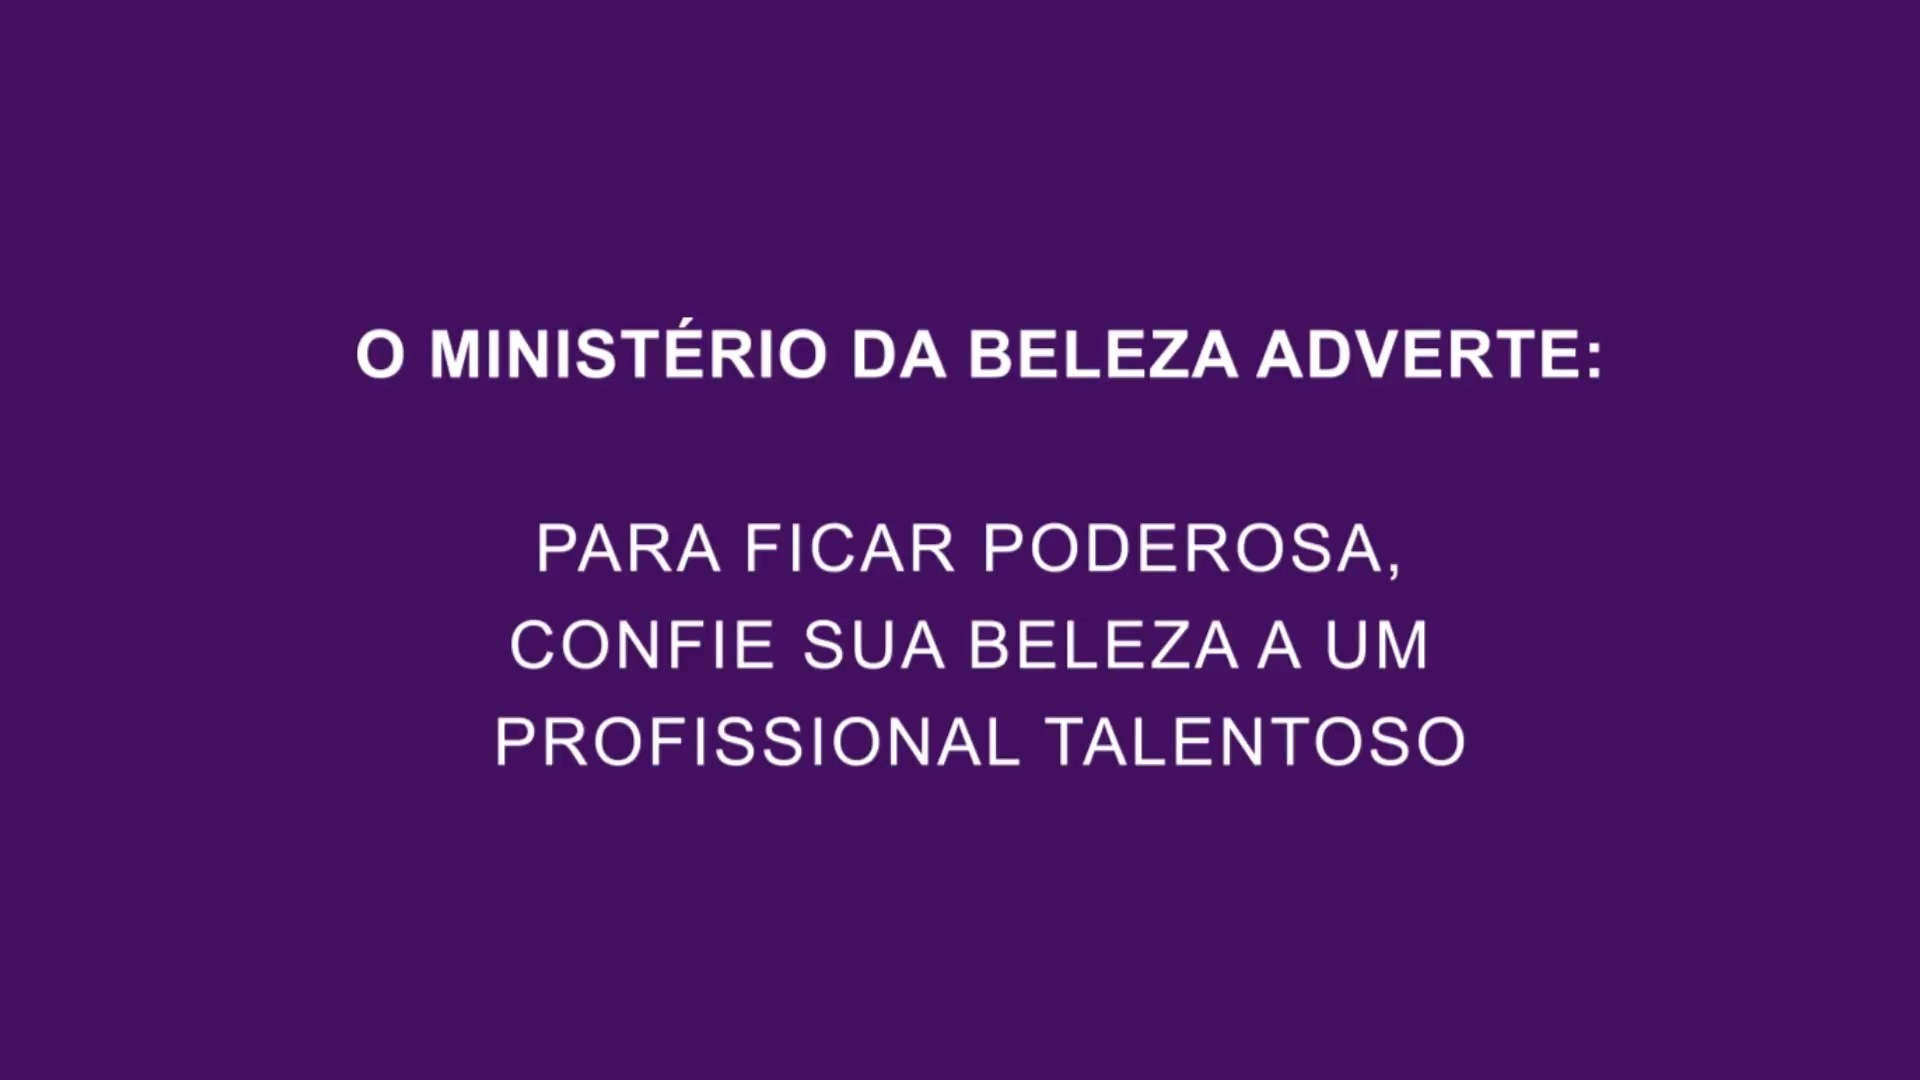 O MINISTÉRIO DA BELEZA ADVERTE:
PARA FICAR PODEROSA,
CONFIE SUA BELEZA A UM
PROFISSIONAL TALENTOSO